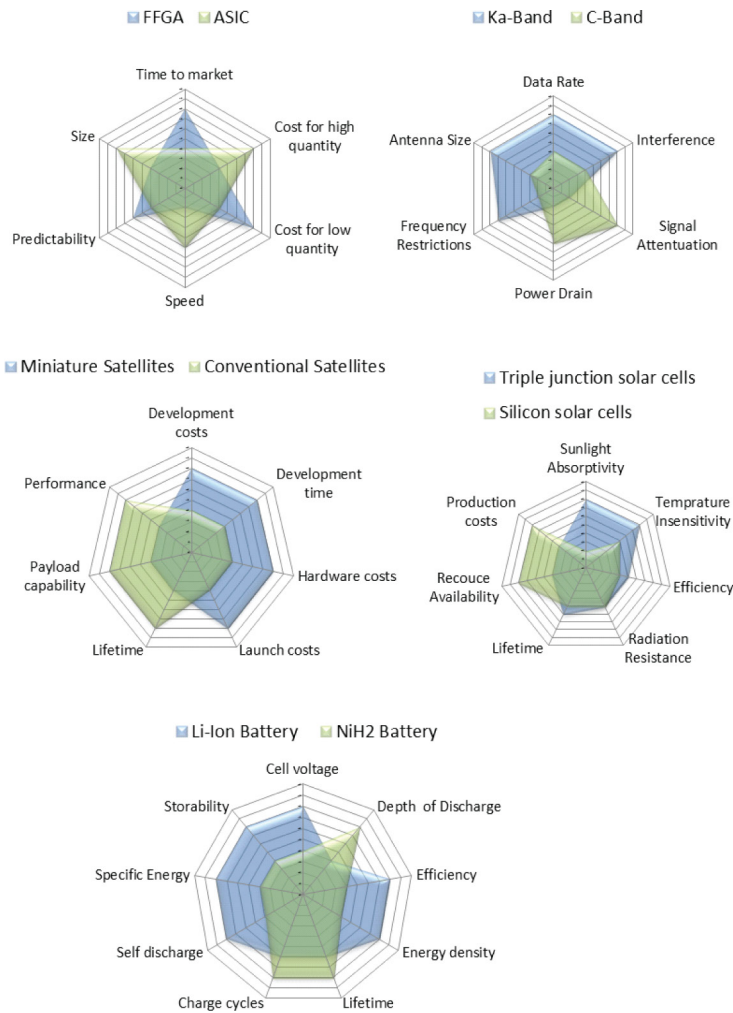 FFGA ASIC
Time to market
Cost for high
quantity
Cost for low
quantity
Speed
Predictability
Size
Ka-Band C-Band
Data Rate
Interference
Signal
Attentuation
Power Drain
Frequency
Restrictions
Antenna Size
Miniature Satellites Conventional Satellites
Development
costs
Development
time
Hardware costs
Launch costs
Lifetime
Payload
capability
Performance
Triple junction solar cells
Silicon solar cells
Sunlight
Absorptivity
Temprature
Insensitivity
Efficiency
Radiation
Resistance
Lifetime
Recouce
Availability
Production
costs
Li-Ion Battery NiH2 Battery
Cell voltage
Depth of Discharge
Efficiency
Energy density
Lifetime
Charge cycles
Self discharge
Specific Energy
Storability